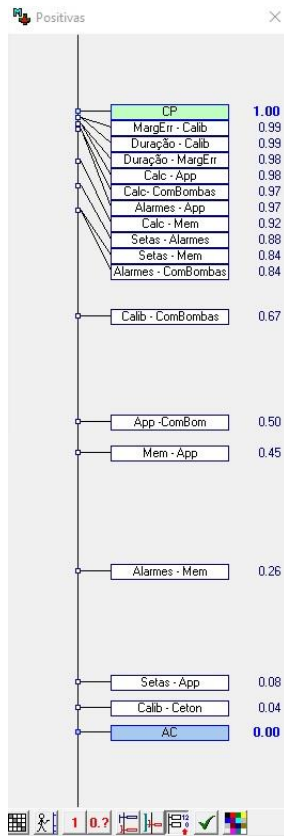 Positivas
CP 1.00
MargErr - Calib 0.99
Duração - Calib 0.99
Duração - MargErr 0.98
Calc - App 0.98
Calc- ComBombas 0.97
Alarmes - App 0.97
Calc - Mem 0.92
Setas - Alarmes 0.88
Setas - Mem 0.84
Alarmes - ComBombas 0.84
Calib - ComBombas 0.67
App -ComBom 0.50
Mem - App 0.45
Alarmes - Mem 0.26
Setas - App 0.08
Calib - Ceton 0.04
AC 0.00
1 0.?